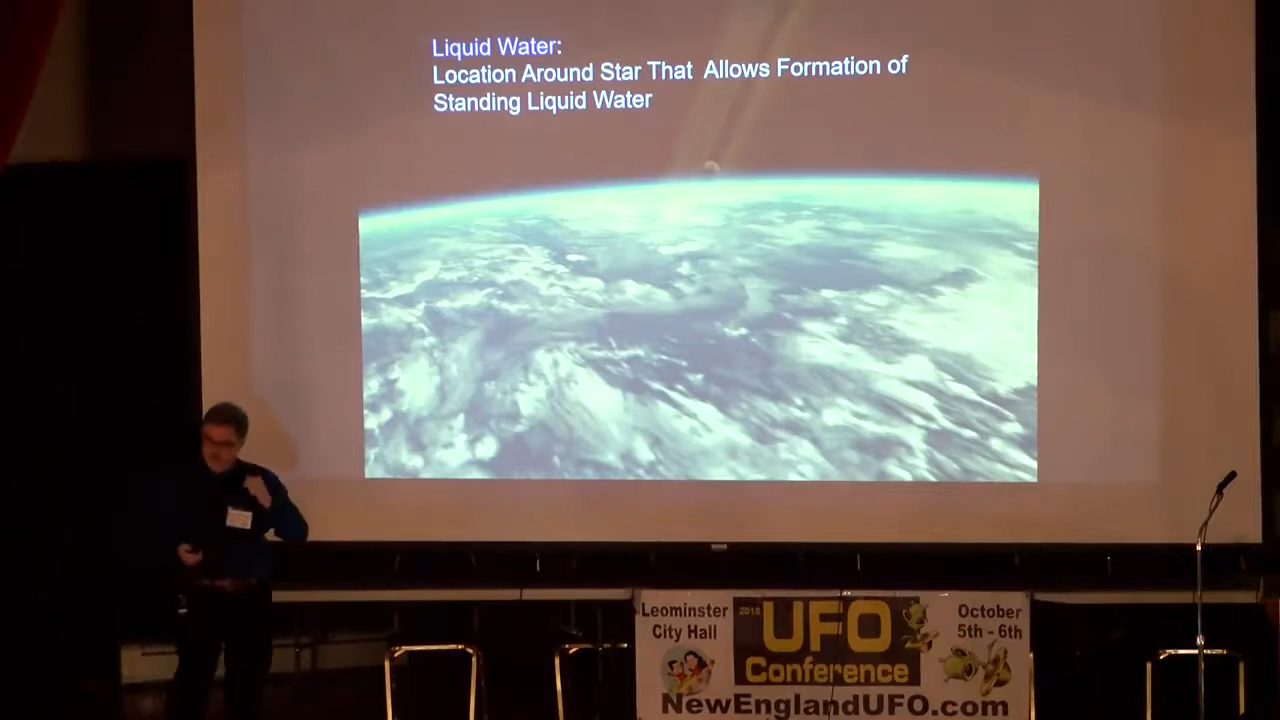 Liquid Water:
Location Around Star That Allows Formation of
Standing Liquid Water
Leominster
City Hall
2018
UFO
Conference
October
5th - 6th
NewEnglandUFO.com